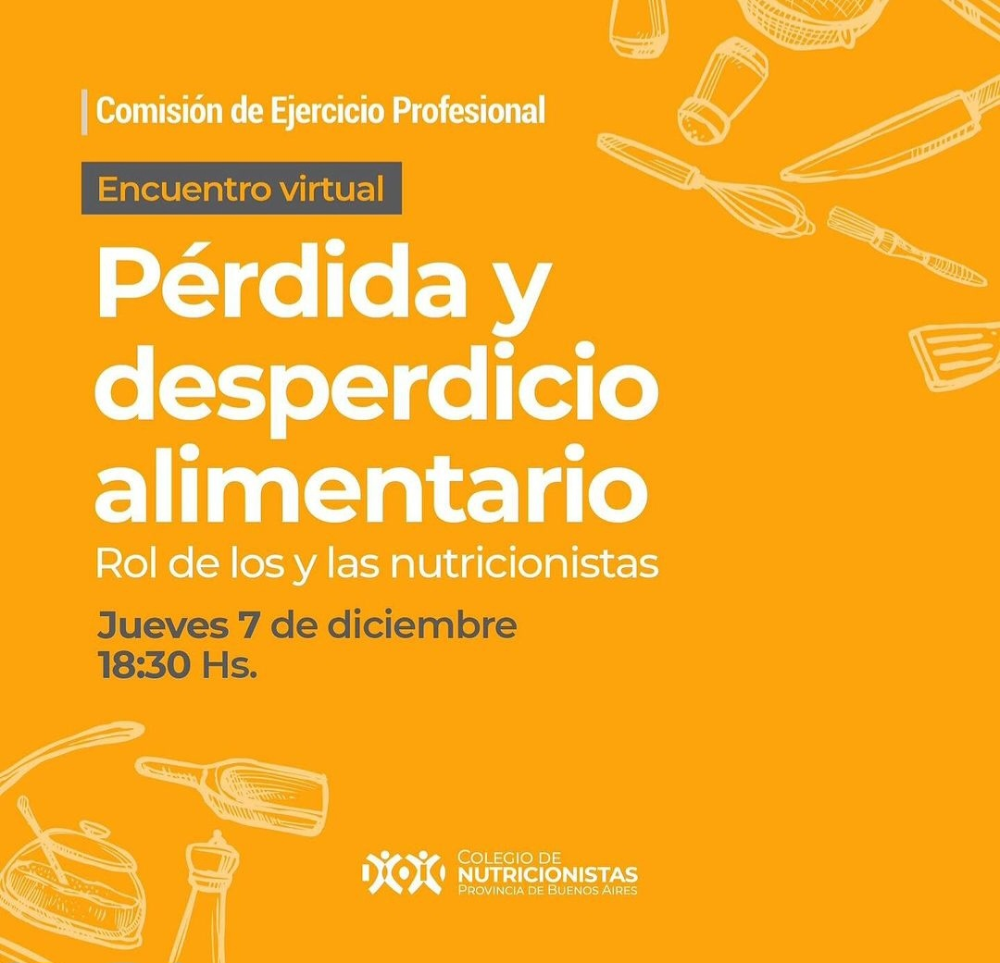 Comisión de Ejercicio Profesional
Encuentro virtual
Pérdida y
desperdicio
alimentario
Rol de los y las nutricionistas
Jueves 7 de diciembre
18:30 Hs.
COLEGIO DE
NUTRICIONISTAS
PROVINCIA DE BUENOS AIRES